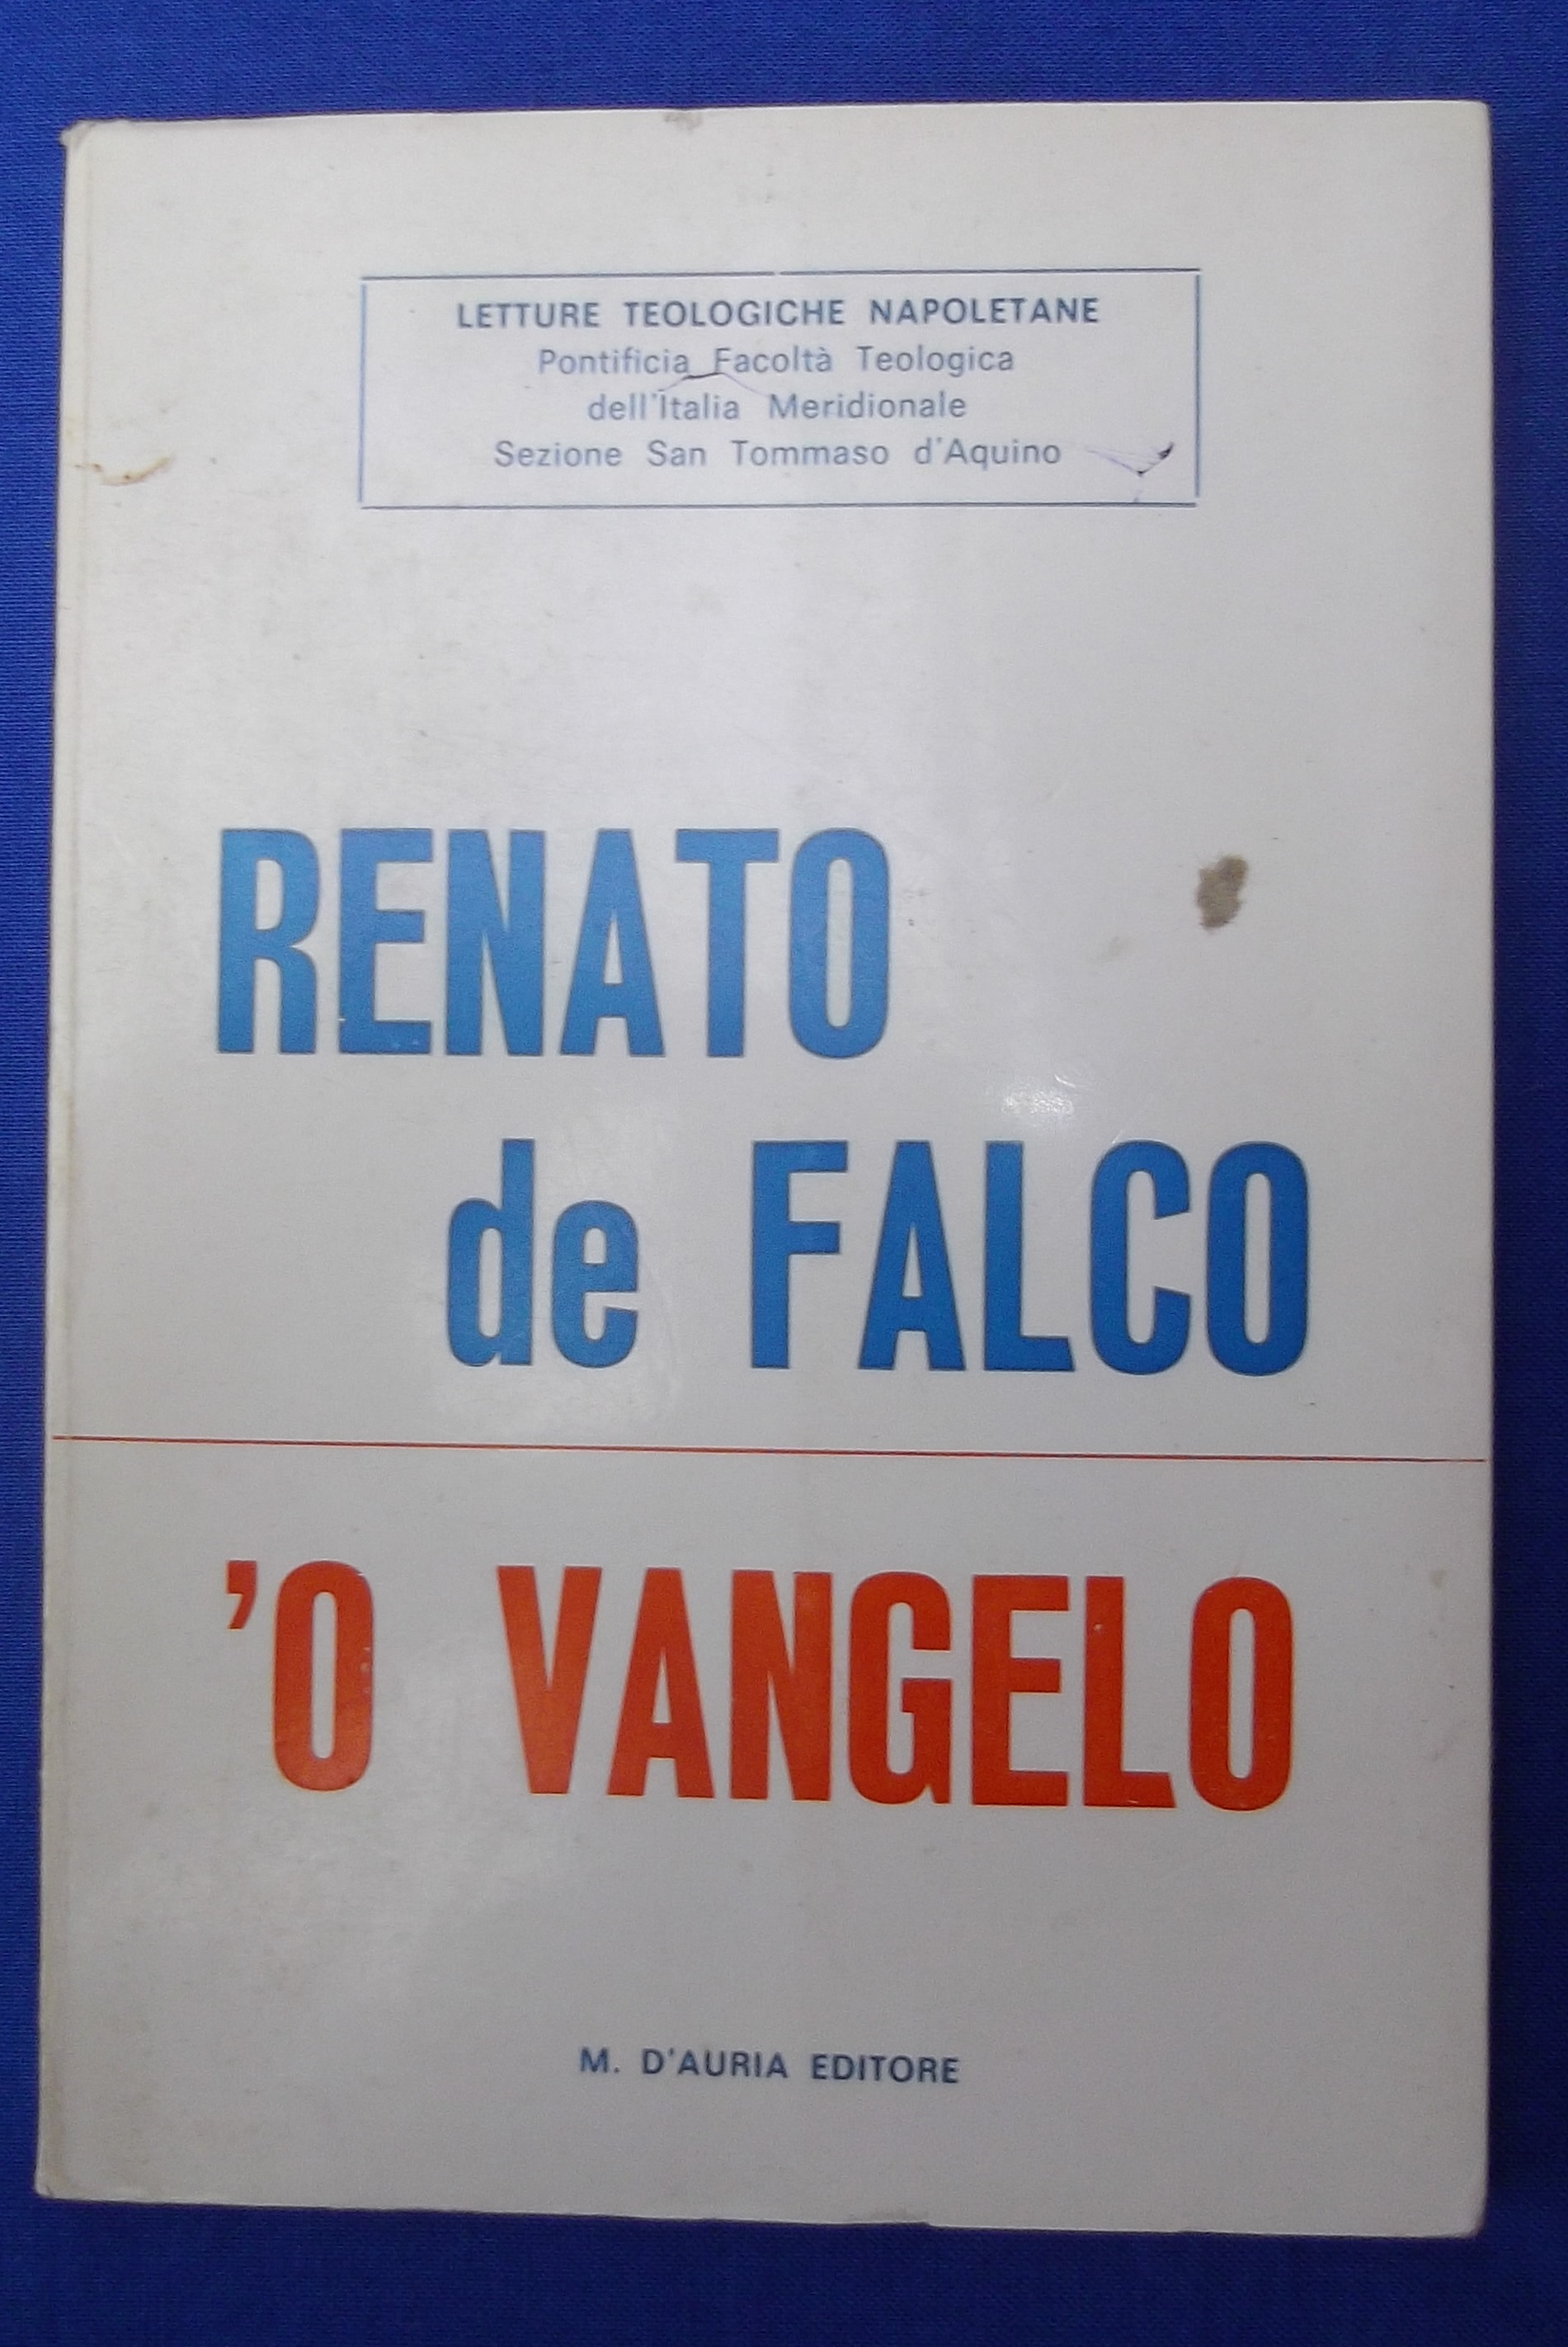 LETTURE TEOLOGICHE NAPOLETANE
Pontificia Facoltà Teologica
dell'Italia Meridionale
Sezione San Tommaso d'Aquino
RENATO
de FALCO
'O VANGELO
M. D'AURIA EDITORE